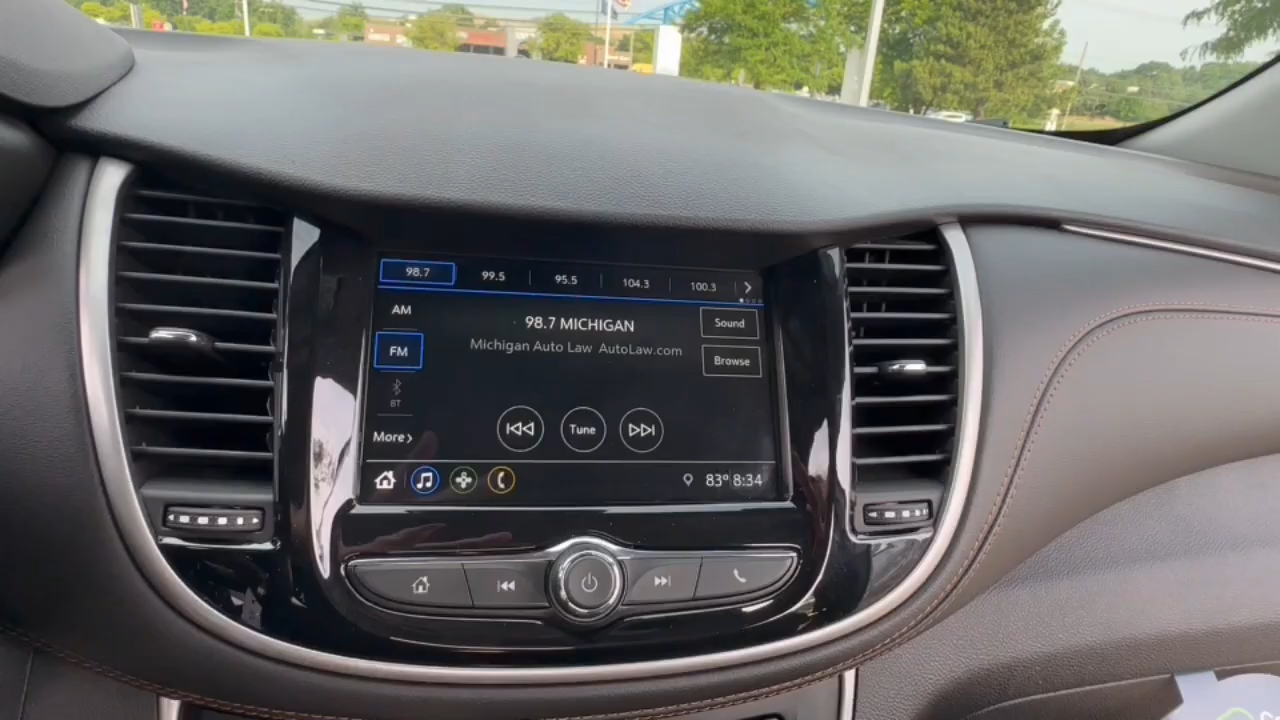 98.7
99.5
95.5
104.3
100.3
AM
98.7 MICHIGAN
Sound
FM
Michigan Auto Law AutoLaw.com
Browse
BT
Tune
More
83° 8:34